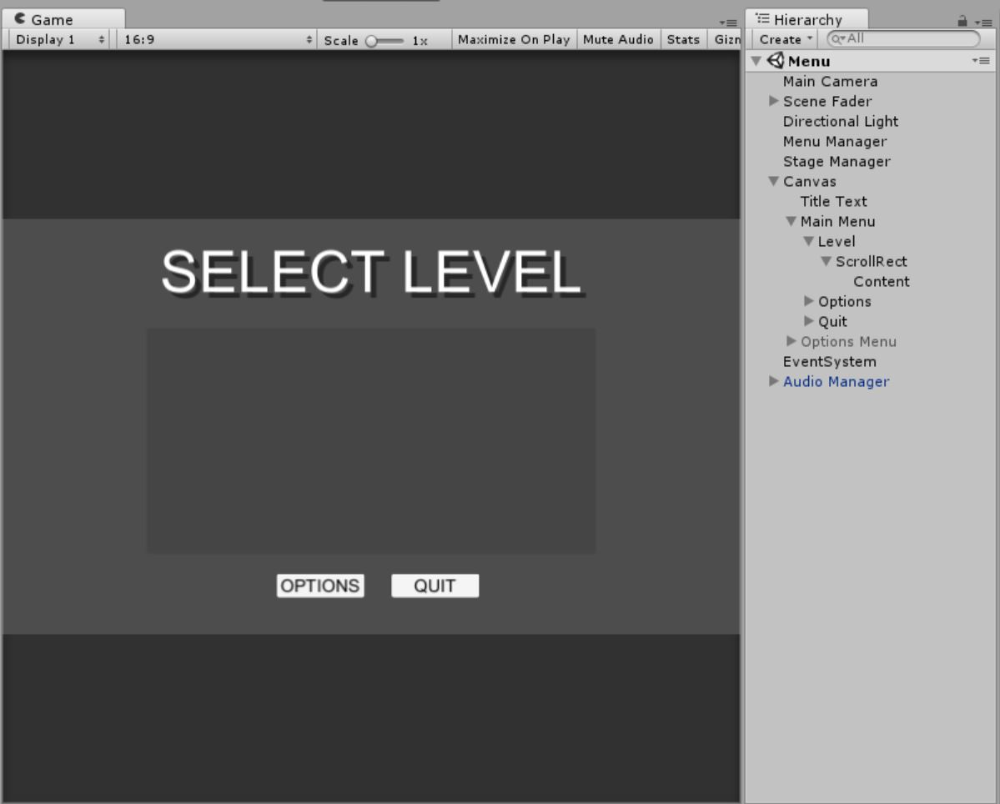 Game
Display 1 16:9 Scale 1x Maximize On Play Mute Audio Stats Gizn
SELECT LEVEL
OPTIONS QUIT
Hierarchy
Create All
Menu
Main Camera
Scene Fader
Directional Light
Menu Manager
Stage Manager
Canvas
Title Text
Main Menu
Level
ScrollRect
Content
Options
Quit
Options Menu
EventSystem
Audio Manager